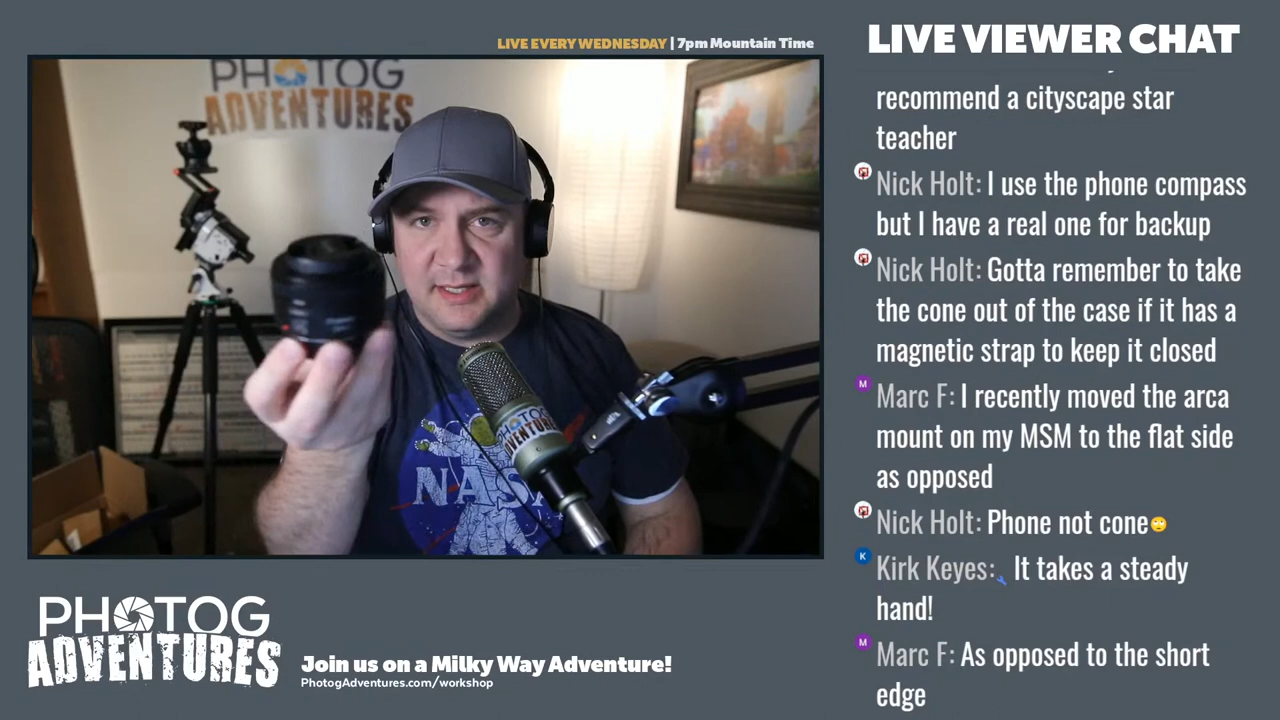 LIVE EVERY WEDNESDAY | 7pm Mountain Time
PHOTOG
ADVENTURES
NASA
PHOTOG
ADVENTURES
PHOTOG
ADVENTURES
Join us on a Milky Way Adventure!
PhotogAdventures.com/workshop
LIVE VIEWER CHAT
recommend a cityscape star
teacher
Nick Holt: I use the phone compass
but I have a real one for backup
Nick Holt: Gotta remember to take
the cone out of the case if it has a
magnetic strap to keep it closed
M
Marc F: I recently moved the arca
mount on my MSM to the flat side
as opposed
Nick Holt: Phone not cone🙄
K
Kirk Keyes:🔧 It takes a steady
hand!
M
Marc F: As opposed to the short
edge